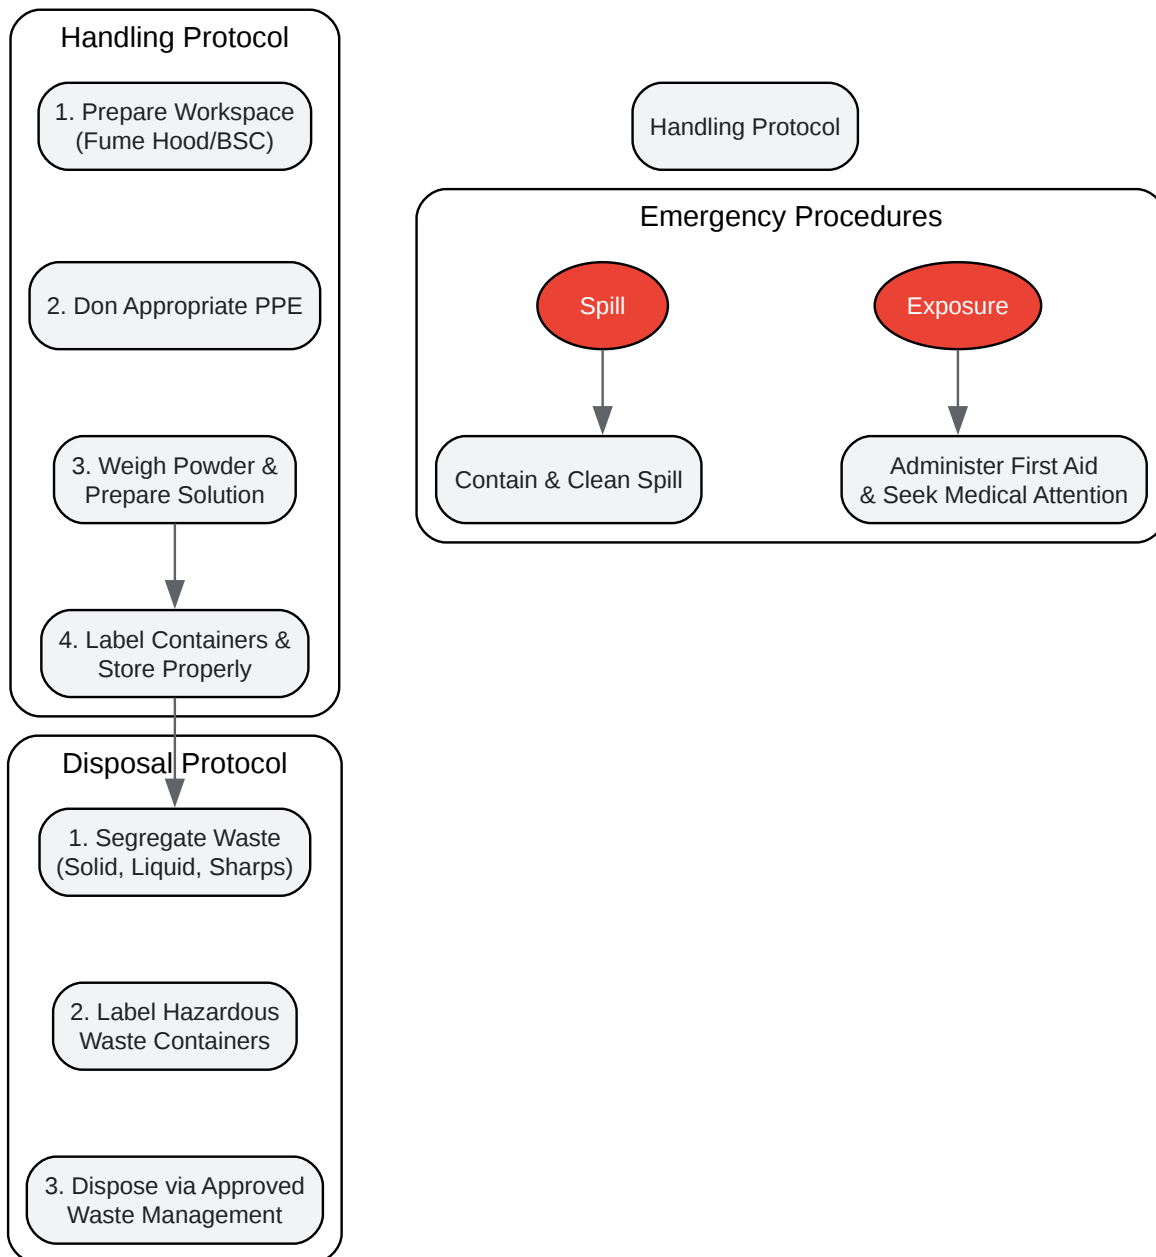 Handling Protocol
1. Prepare Workspace
(Fume Hood/BSC)
2. Don Appropriate PPE
3. Weigh Powder &
Prepare Solution
4. Label Containers &
Store Properly
Disposal Protocol
1. Segregate Waste
(Solid, Liquid, Sharps)
2. Label Hazardous
Waste Containers
3. Dispose via Approved
Waste Management
Handling Protocol
Emergency Procedures
Spill
Exposure
Contain & Clean Spill
Administer First Aid
& Seek Medical Attention